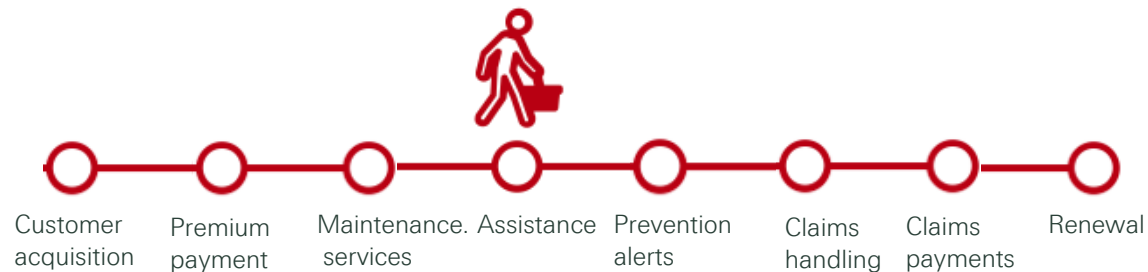 Customer
acquisition
Premium
payment
Maintenance.
services
Assistance
Prevention
alerts
Claims
handling
Claims
payments
Renewal